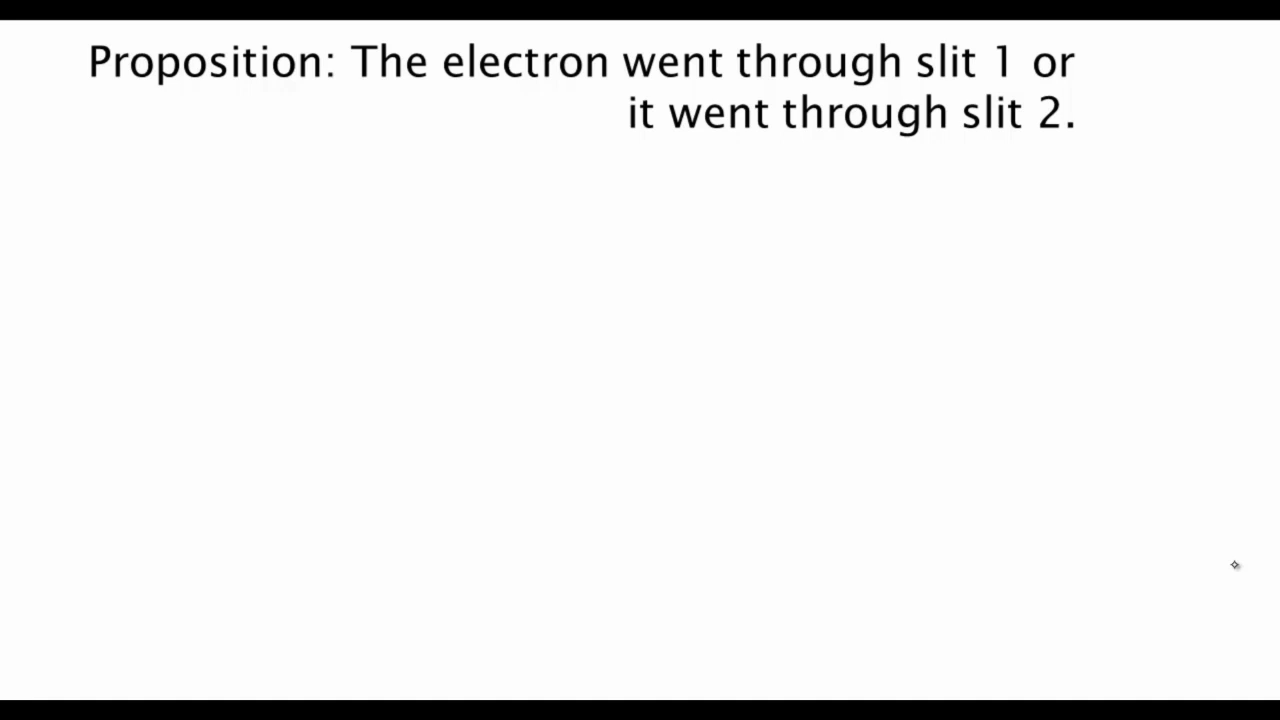 Proposition: The electron went through slit 1 or
it went through slit 2.